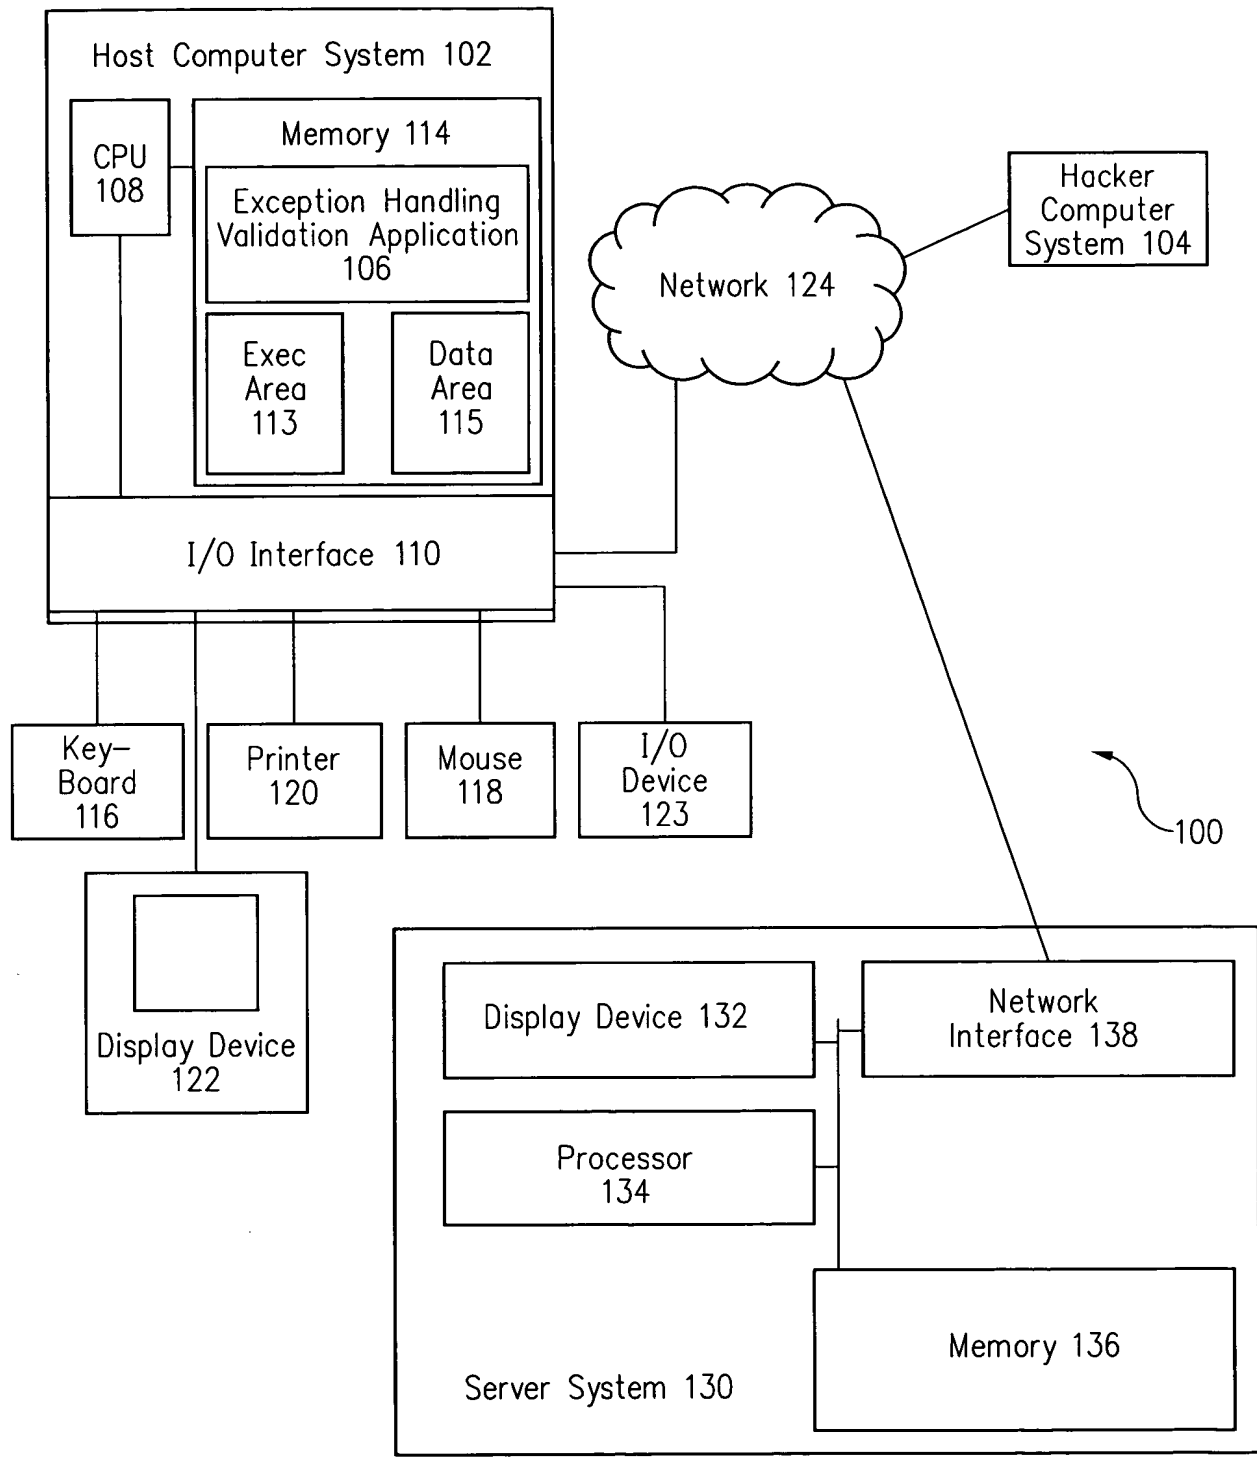 Host Computer System 102
CPU
108
Memory 114
Exception Handling
Validation Application
106
Exec
Area
113
Data
Area
115
I/O Interface 110
Network 124
Hacker
Computer
System 104
Key-
Board
116
Printer
120
Mouse
118
I/O
Device
123
100
Display Device
122
Display Device 132
Network
Interface 138
Processor
134
Memory 136
Server System 130